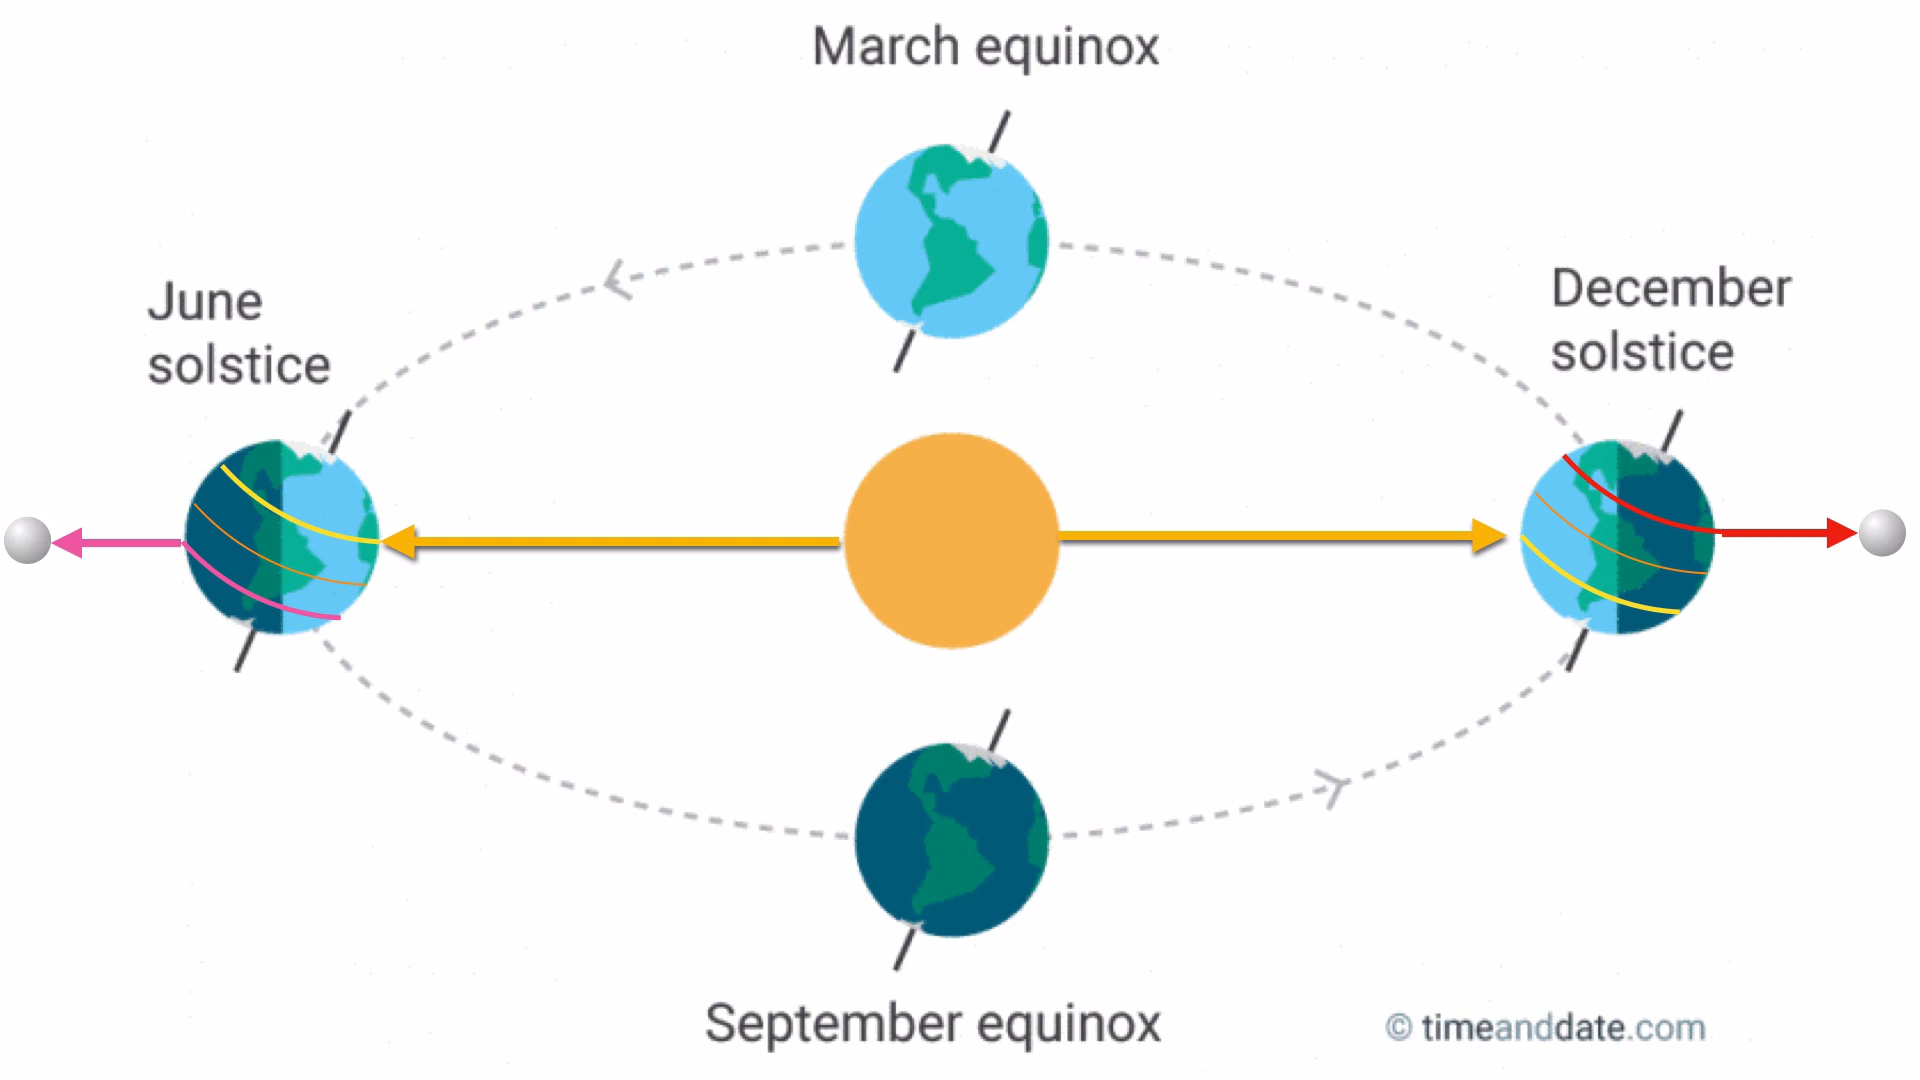 March equinox
June
solstice
December
solstice
September equinox
© timeanddate.com